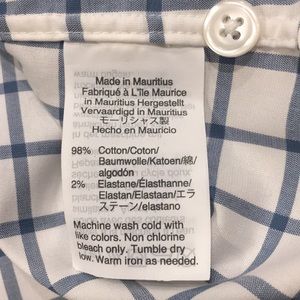 Made in Mauritius
Fabriqué à L'île Maurice
in Mauritius Hergestellt
Vervaardigd in Mauritius
モーリシャス製
Hecho en Mauricio
98% Cotton/Coton/
Baumwolle/Katoen/綿/
algodón
2% Elastane/Élasthanne/
Elastan/Elastaan/エラ
ステーン/elastano
Machine wash cold with
like colors. Non chlorine
bleach only. Tumble dry
low. Warm iron as needed.